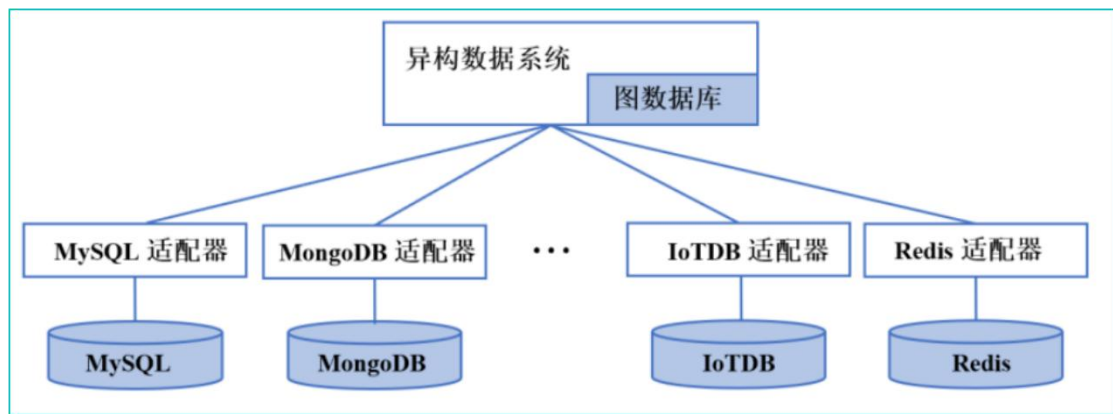 异构数据系统
图数据库
MySQL 适配器
MongoDB 适配器
···
IoTDB 适配器
Redis 适配器
MySQL
MongoDB
IoTDB
Redis